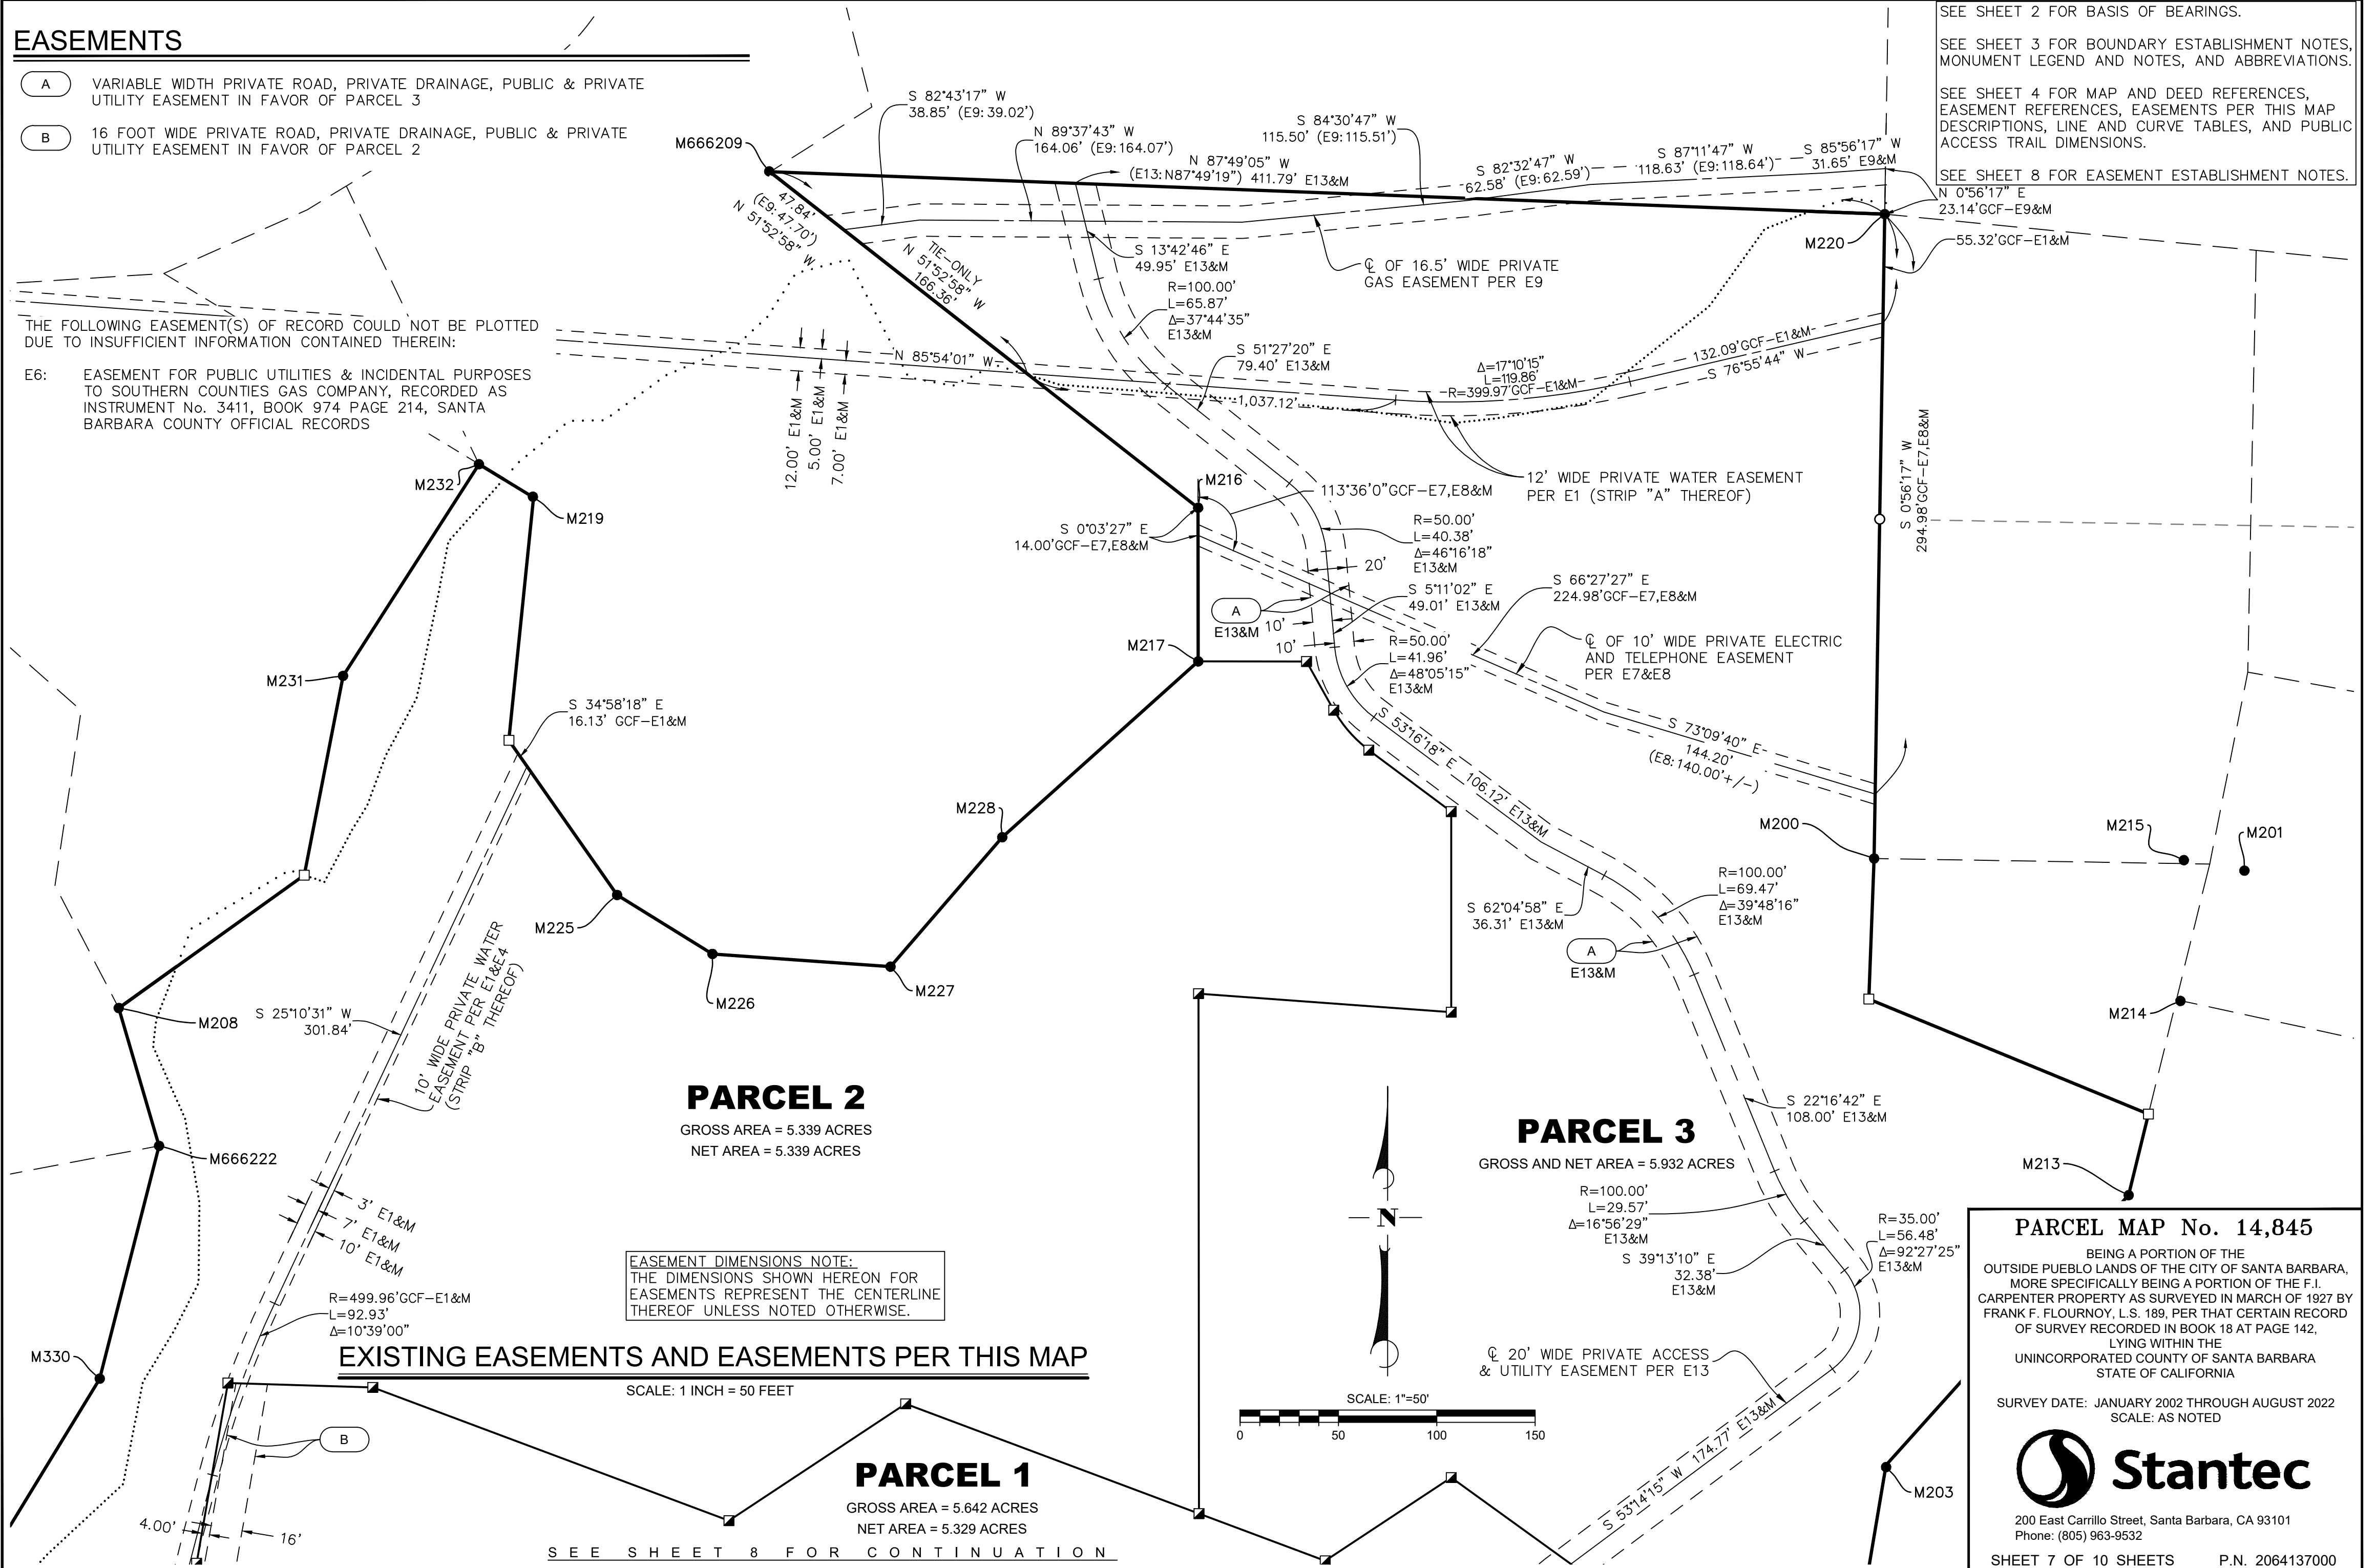 EASEMENTS
A
VARIABLE WIDTH PRIVATE ROAD, PRIVATE DRAINAGE, PUBLIC & PRIVATE
UTILITY EASEMENT IN FAVOR OF PARCEL 3
B
16 FOOT WIDE PRIVATE ROAD, PRIVATE DRAINAGE, PUBLIC & PRIVATE
UTILITY EASEMENT IN FAVOR OF PARCEL 2
SEE SHEET 2 FOR BASIS OF BEARINGS.
SEE SHEET 3 FOR BOUNDARY ESTABLISHMENT NOTES,
MONUMENT LEGEND AND NOTES, AND ABBREVIATIONS.
SEE SHEET 4 FOR MAP AND DEED REFERENCES,
EASEMENT REFERENCES, EASEMENTS PER THIS MAP
DESCRIPTIONS, LINE AND CURVE TABLES, AND PUBLIC
ACCESS TRAIL DIMENSIONS.
SEE SHEET 8 FOR EASEMENT ESTABLISHMENT NOTES.
THE FOLLOWING EASEMENT(S) OF RECORD COULD NOT BE PLOTTED
DUE TO INSUFFICIENT INFORMATION CONTAINED THEREIN:
E6: EASEMENT FOR PUBLIC UTILITIES & INCIDENTAL PURPOSES
TO SOUTHERN COUNTIES GAS COMPANY, RECORDED AS
INSTRUMENT No. 3411, BOOK 974 PAGE 214, SANTA
BARBARA COUNTY OFFICIAL RECORDS
M666209
S 82°43'17" W
38.85' (E9:39.02')
N 89°37'43" W
164.06' (E9:164.07')
S 84°30'47" W
115.50' (E9:115.51')
N 87°49'05" W
(E13:N87°49'19") 411.79' E13&M
S 82°32'47" W
62.58' (E9:62.59')
S 87°11'47" W
118.63' (E9:118.64')
S 85°56'17" W
31.65' E9&M
N 0°56'17" E
23.14'GCF-E9&M
M220
55.32'GCF-E1&M
47.84'
(E9:47.70')
N 51°52'58" W
TIE-ONLY
N 51°52'58" W
166.36'
S 13°42'46" E
49.95' E13&M
R=100.00'
L=65.87'
Δ=37°44'35"
E13&M
℄ OF 16.5' WIDE PRIVATE
GAS EASEMENT PER E9
S 51°27'20" E
79.40' E13&M
N 85°54'01" W
1,037.12'
Δ=17°10'15"
L=119.86'
R=399.97'GCF-E1&M
132.09'GCF-E1&M
S 76°55'44" W
12.00' E1&M
5.00' E1&M
7.00' E1&M
S 0°56'17" W
294.98'GCF-E7,E8&M
12' WIDE PRIVATE WATER EASEMENT
PER E1 (STRIP "A" THEREOF)
M232
M219
M216
113°36'0"GCF-E7,E8&M
S 0°03'27" E
14.00'GCF-E7,E8&M
R=50.00'
L=40.38'
Δ=46°16'18"
E13&M
20'
S 5°11'02" E
49.01' E13&M
A
E13&M
10'
10'
S 66°27'27" E
224.98'GCF-E7,E8&M
℄ OF 10' WIDE PRIVATE ELECTRIC
AND TELEPHONE EASEMENT
PER E7&E8
M217
R=50.00'
L=41.96'
Δ=48°05'15"
E13&M
M231
S 34°58'18" E
16.13' GCF-E1&M
S 53°16'18" E 106.12' E13&M
S 73°09'40" E
144.20'
(E8:140.00'+/-)
M228
M200
M215
M201
R=100.00'
L=69.47'
Δ=39°48'16"
E13&M
S 62°04'58" E
36.31' E13&M
A
E13&M
M225
M226
M227
M208
S 25°10'31" W
301.84'
10' WIDE PRIVATE WATER
EASEMENT PER E1&E4
(STRIP "B" THEREOF)
M214
PARCEL 2
GROSS AREA = 5.339 ACRES
NET AREA = 5.339 ACRES
PARCEL 3
GROSS AND NET AREA = 5.932 ACRES
S 22°16'42" E
108.00' E13&M
M666222
M213
3' E1&M
7' E1&M
10' E1&M
N
R=100.00'
L=29.57'
Δ=16°56'29"
E13&M
S 39°13'10" E
32.38'
E13&M
R=35.00'
L=56.48'
Δ=92°27'25"
E13&M
EASEMENT DIMENSIONS NOTE:
THE DIMENSIONS SHOWN HEREON FOR
EASEMENTS REPRESENT THE CENTERLINE
THEREOF UNLESS NOTED OTHERWISE.
R=499.96'GCF-E1&M
L=92.93'
Δ=10°39'00"
M330
EXISTING EASEMENTS AND EASEMENTS PER THIS MAP
SCALE: 1 INCH = 50 FEET
℄ 20' WIDE PRIVATE ACCESS
& UTILITY EASEMENT PER E13
SCALE: 1"=50'
0 50 100 150
S 53°14'15" W 174.77' E13&M
B
4.00'
16'
PARCEL 1
GROSS AREA = 5.642 ACRES
NET AREA = 5.329 ACRES
SEE SHEET 8 FOR CONTINUATION
M203
PARCEL MAP No. 14,845
BEING A PORTION OF THE
OUTSIDE PUEBLO LANDS OF THE CITY OF SANTA BARBARA,
MORE SPECIFICALLY BEING A PORTION OF THE F.I.
CARPENTER PROPERTY AS SURVEYED IN MARCH OF 1927 BY
FRANK F. FLOURNOY, L.S. 189, PER THAT CERTAIN RECORD
OF SURVEY RECORDED IN BOOK 18 AT PAGE 142,
LYING WITHIN THE
UNINCORPORATED COUNTY OF SANTA BARBARA
STATE OF CALIFORNIA
SURVEY DATE: JANUARY 2002 THROUGH AUGUST 2022
SCALE: AS NOTED
Stantec
200 East Carrillo Street, Santa Barbara, CA 93101
Phone: (805) 963-9532
SHEET 7 OF 10 SHEETS P.N. 2064137000